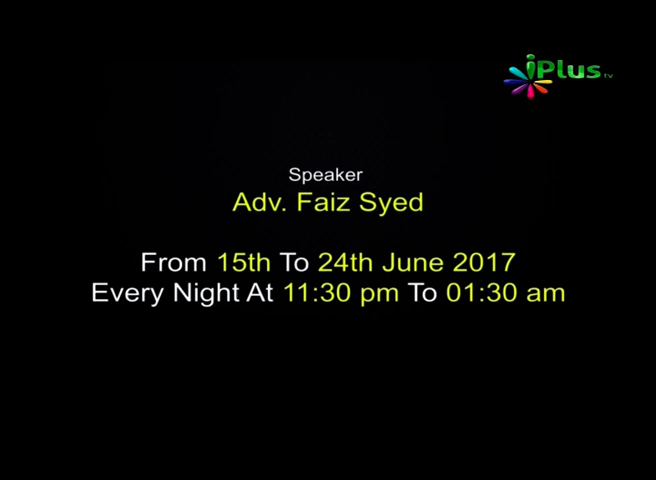 iPlus tv
Speaker
Adv. Faiz Syed
From 15th To 24th June 2017
Every Night At 11:30 pm To 01:30 am